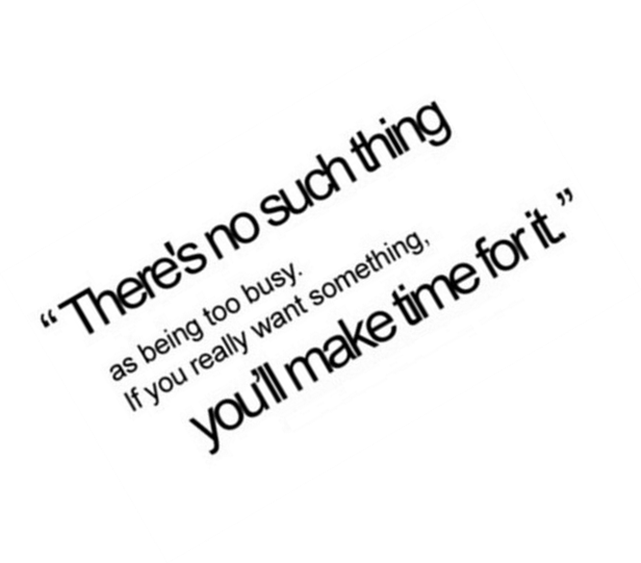 “There's no such thing
as being too busy.
If you really want something,
you'll make time for it.”